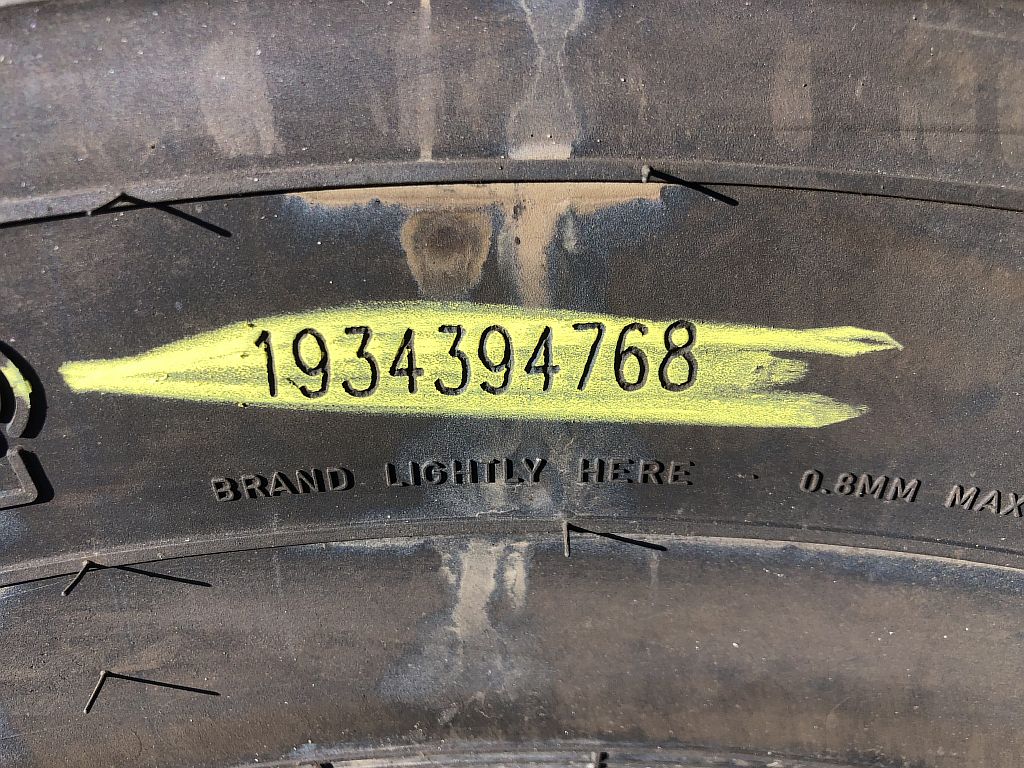 1934394768
BRAND LIGHTLY HERE · 0.8MM MAX